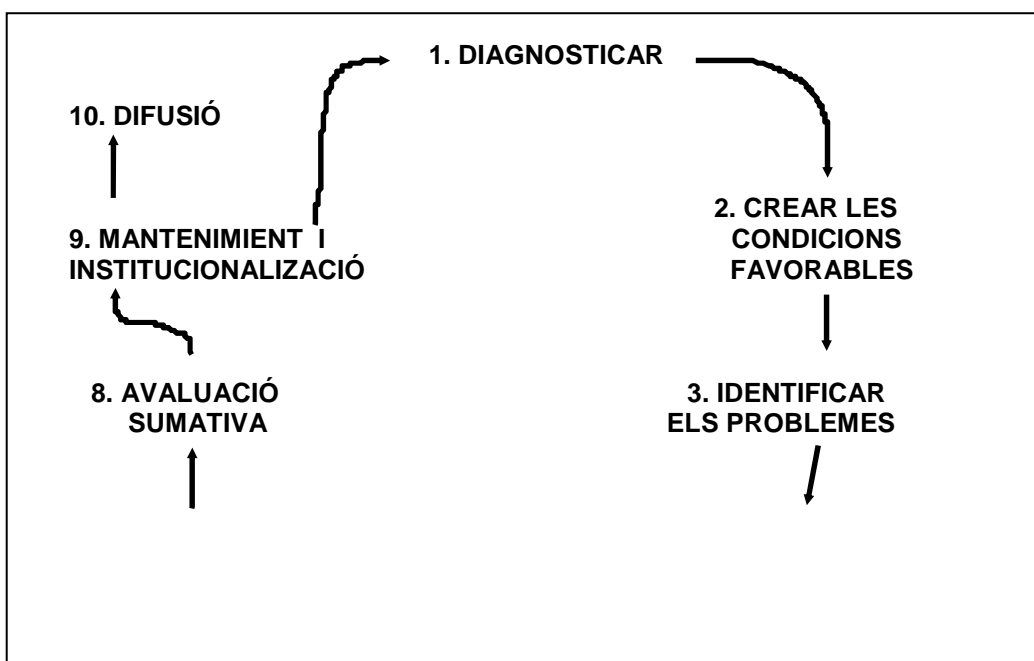 1. DIAGNOSTICAR
2. CREAR LES
CONDICIONS
FAVORABLES
3. IDENTIFICAR
ELS PROBLEMES
8. AVALUACIÓ
SUMATIVA
9. MANTENIMIENT I
INSTITUCIONALIZACIÓ
10. DIFUSIÓ